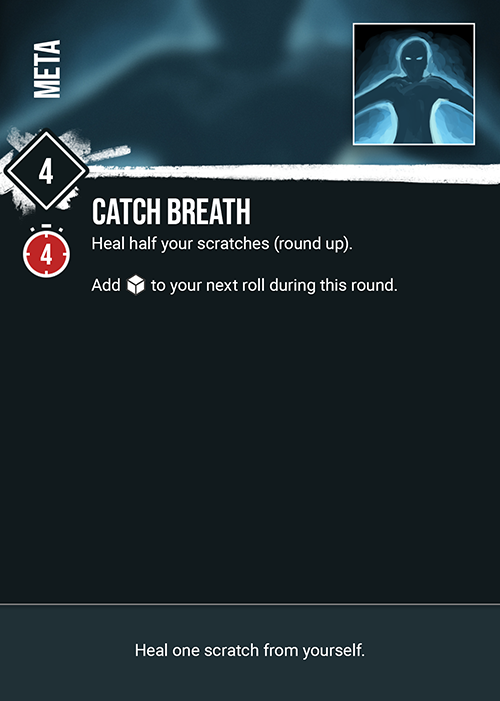 META
4
CATCH BREATH
4
Heal half your scratches (round up).
Add to your next roll during this round.
Heal one scratch from yourself.